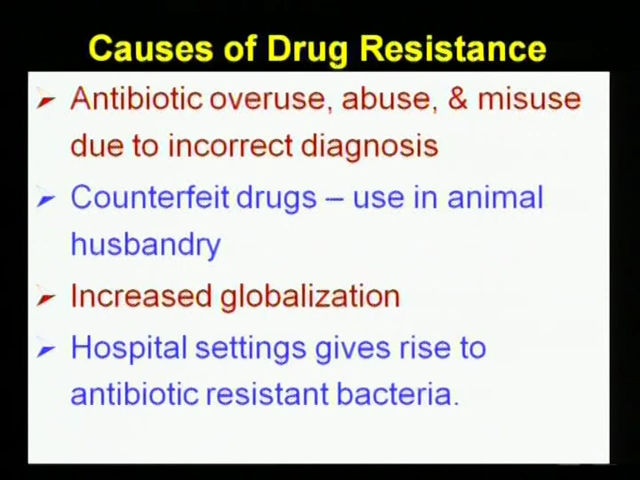 Causes of Drug Resistance
Antibiotic overuse, abuse, & misuse
due to incorrect diagnosis
Counterfeit drugs – use in animal
husbandry
Increased globalization
Hospital settings gives rise to
antibiotic resistant bacteria.